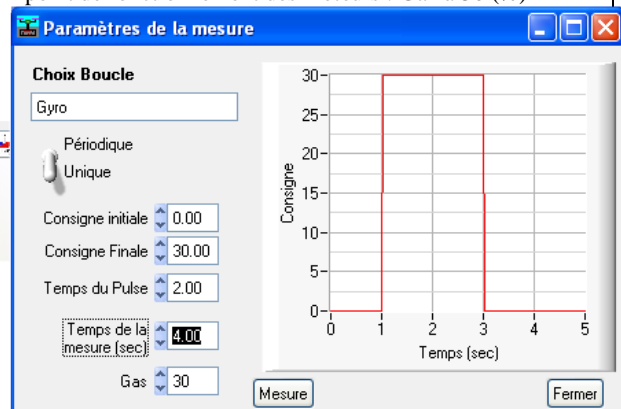 Paramètres de la mesure
Choix Boucle
Gyro
Périodique
Unique
Consigne initiale 0.00
Consigne Finale 30.00
Temps du Pulse 2.00
Temps de la
mesure (sec) 4.00
Gas 30
Consigne
30
25
20
15
10
5
0
0 1 2 3 4 5
Temps (sec)
Mesure
Fermer